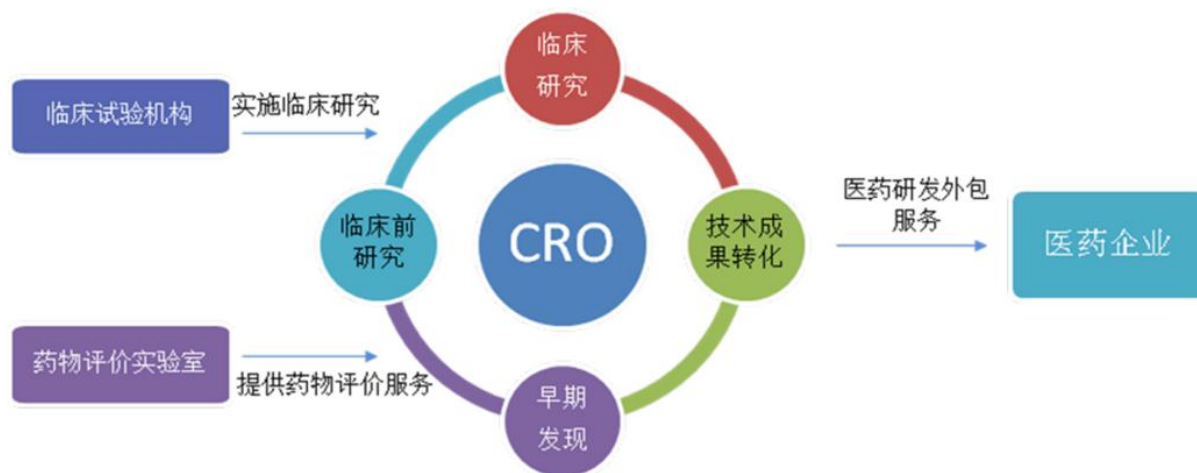 临床
研究
临床试验机构
实施临床研究
医药研发外包
服务
临床前
研究
CRO
技术成
果转化
医药企业
药物评价实验室
提供药物评价服务
早期
发现